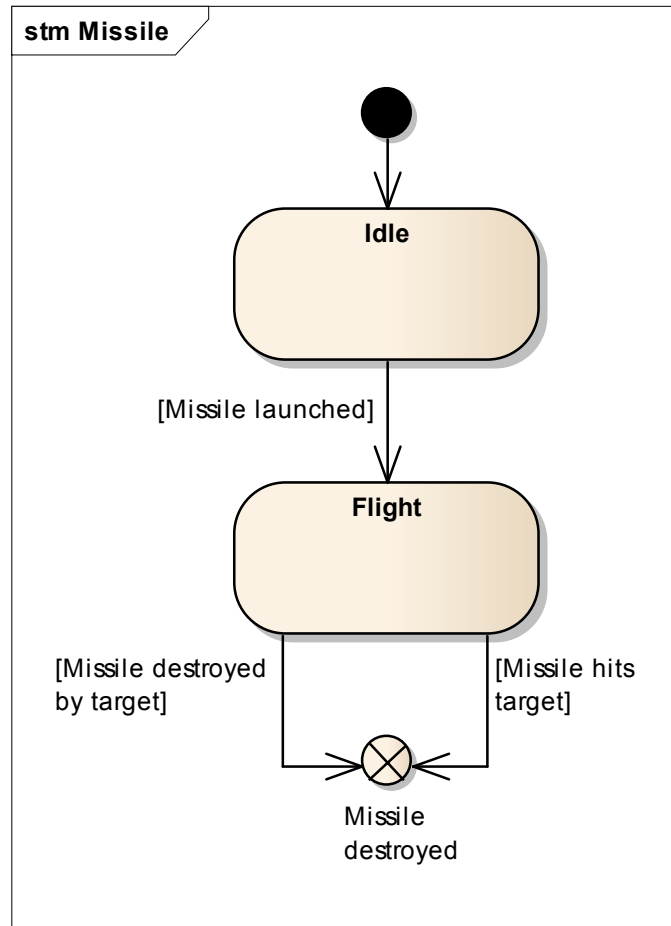 stm Missile
Idle
[Missile launched]
Flight
[Missile destroyed
by target]
[Missile hits
target]
Missile
destroyed